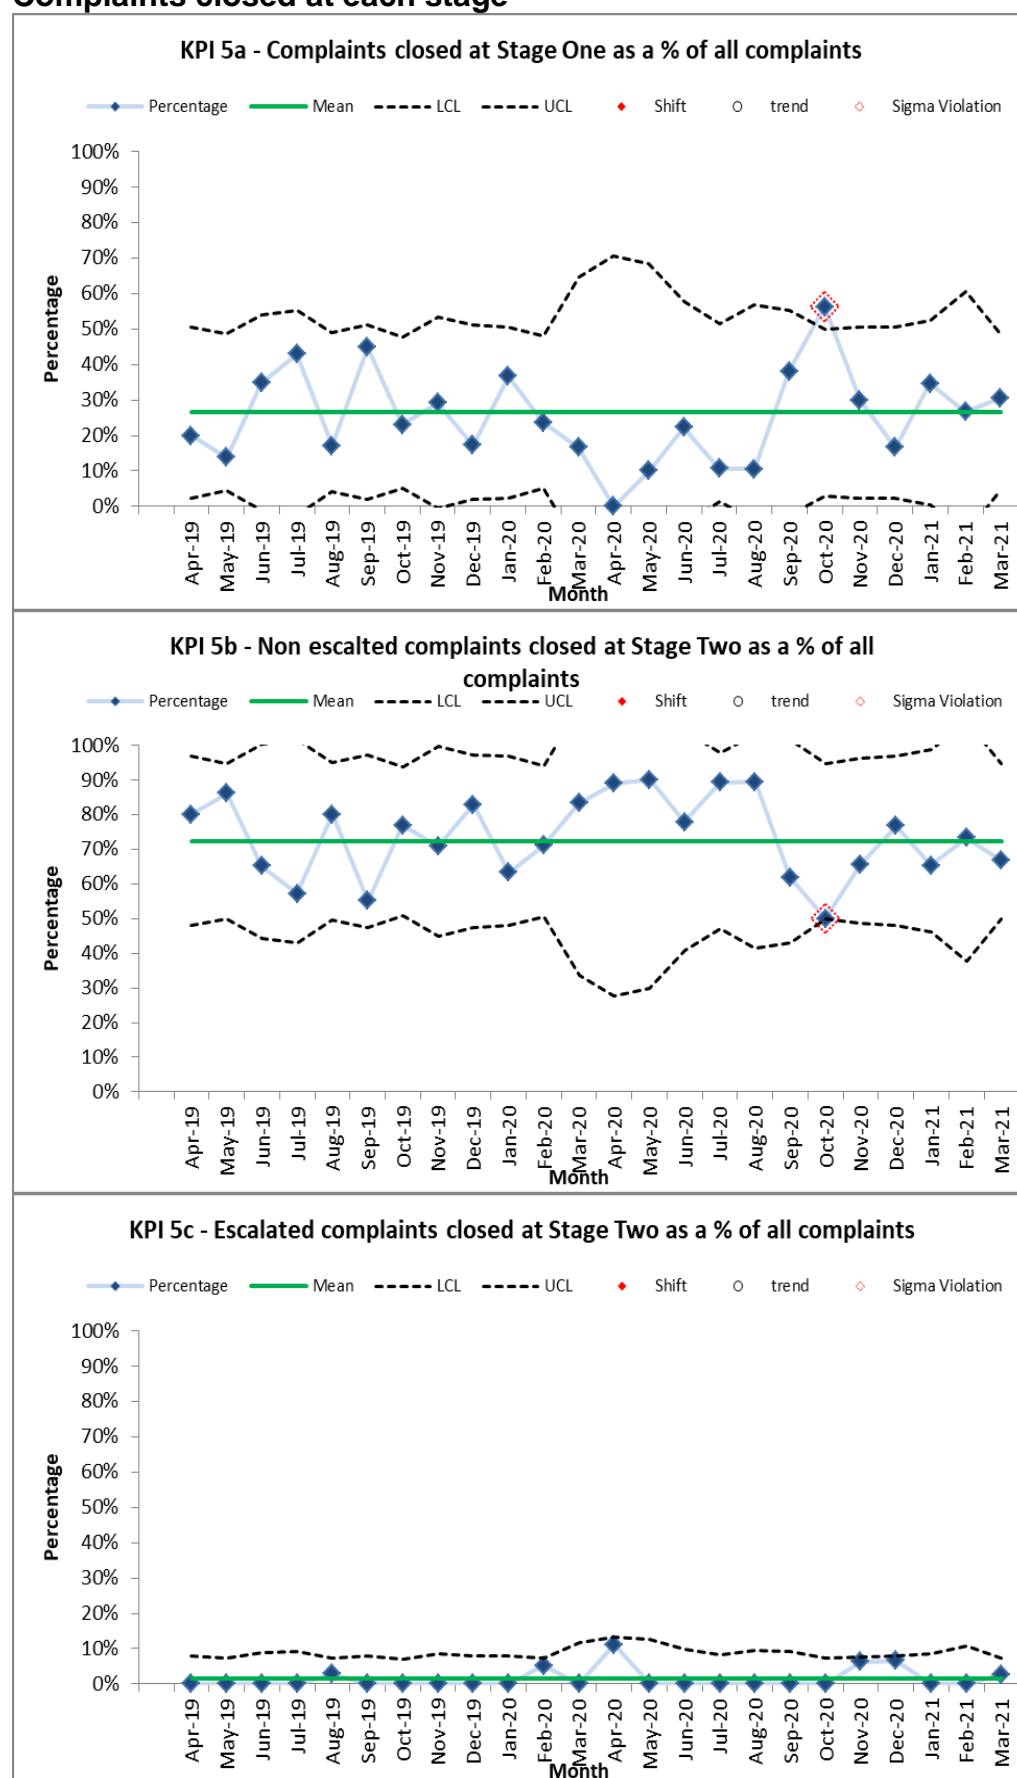 Complaints closed at each stage
KPI 5a - Complaints closed at Stage One as a % of all complaints
Percentage Mean LCL UCL Shift trend Sigma Violation
100%
90%
80%
70%
60%
50%
40%
30%
20%
10%
0%
Percentage
Apr-19 May-19 Jun-19 Jul-19 Aug-19 Sep-19 Oct-19 Nov-19 Dec-19 Jan-20 Feb-20 Mar-20 Apr-20 May-20 Jun-20 Jul-20 Aug-20 Sep-20 Oct-20 Nov-20 Dec-20 Jan-21 Feb-21 Mar-21
Month
KPI 5b - Non escalted complaints closed at Stage Two as a % of all
complaints
Percentage Mean LCL UCL Shift trend Sigma Violation
100%
90%
80%
70%
60%
50%
40%
30%
20%
10%
0%
Percentage
Apr-19 May-19 Jun-19 Jul-19 Aug-19 Sep-19 Oct-19 Nov-19 Dec-19 Jan-20 Feb-20 Mar-20 Apr-20 May-20 Jun-20 Jul-20 Aug-20 Sep-20 Oct-20 Nov-20 Dec-20 Jan-21 Feb-21 Mar-21
Month
KPI 5c - Escalated complaints closed at Stage Two as a % of all complaints
Percentage Mean LCL UCL Shift trend Sigma Violation
100%
90%
80%
70%
60%
50%
40%
30%
20%
10%
0%
Percentage
Apr-19 May-19 Jun-19 Jul-19 Aug-19 Sep-19 Oct-19 Nov-19 Dec-19 Jan-20 Feb-20 Mar-20 Apr-20 May-20 Jun-20 Jul-20 Aug-20 Sep-20 Oct-20 Nov-20 Dec-20 Jan-21 Feb-21 Mar-21
Month